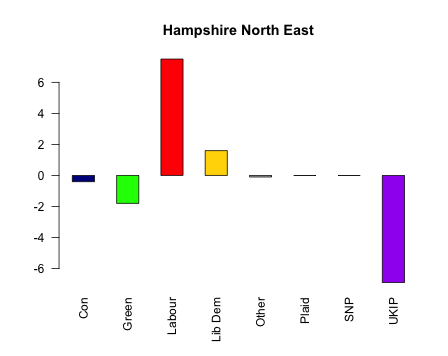 Hampshire North East
6
4
2
0
-2
-4
-6
Con
Green
Labour
Lib Dem
Other
Plaid
SNP
UKIP